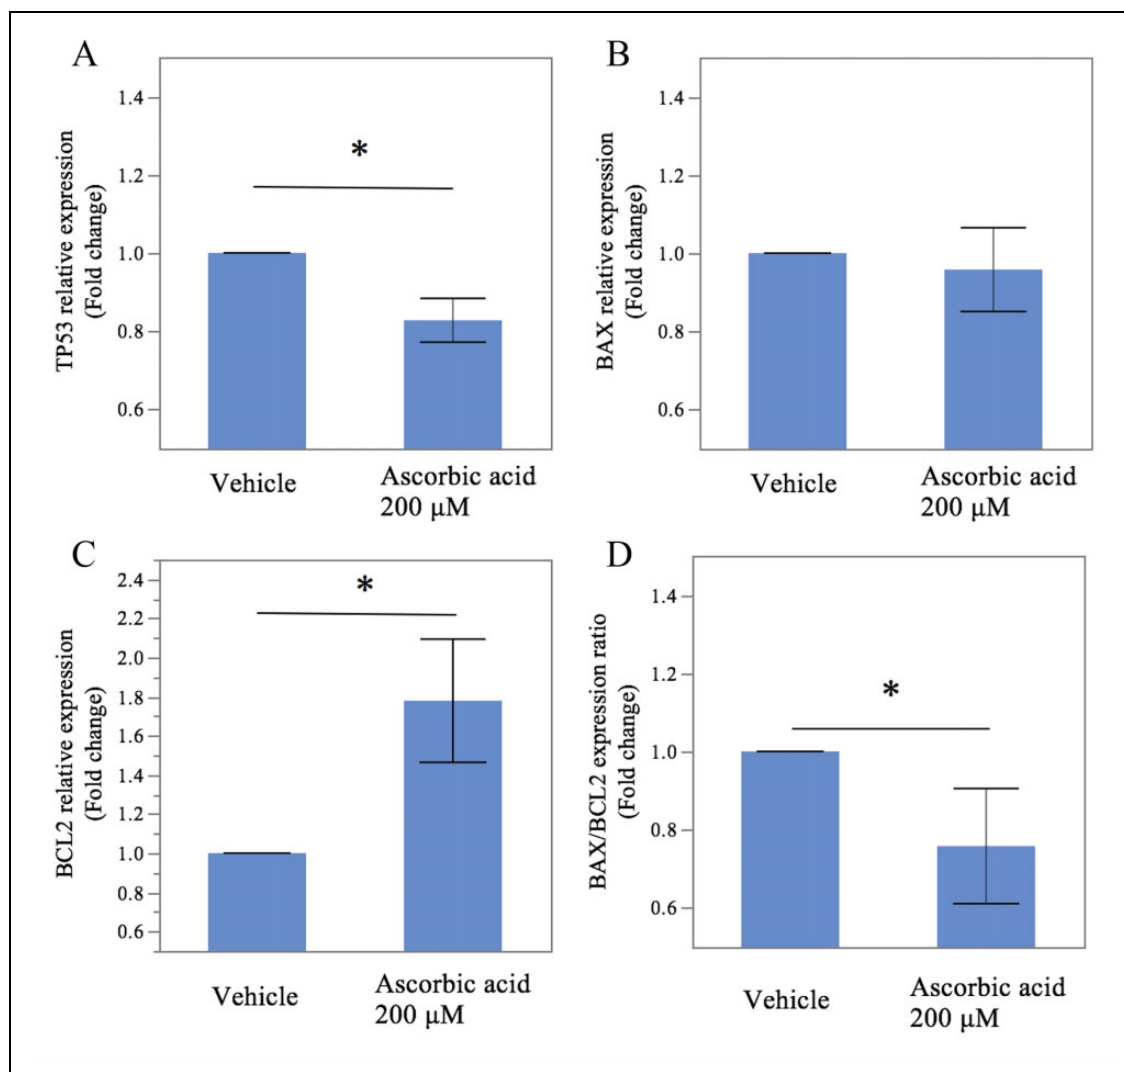 A
TP53 relative expression
(Fold change)
1.4
1.2
1.0
0.8
0.6
*
Vehicle
Ascorbic acid
200 μM
B
BAX relative expression
(Fold change)
1.4
1.2
1.0
0.8
0.6
Vehicle
Ascorbic acid
200 μM
C
BCL2 relative expression
(Fold change)
2.4
2.2
2.0
1.8
1.6
1.4
1.2
1.0
0.8
0.6
*
Vehicle
Ascorbic acid
200 μM
D
BAX/BCL2 expression ratio
(Fold change)
1.4
1.2
1.0
0.8
0.6
*
Vehicle
Ascorbic acid
200 μM